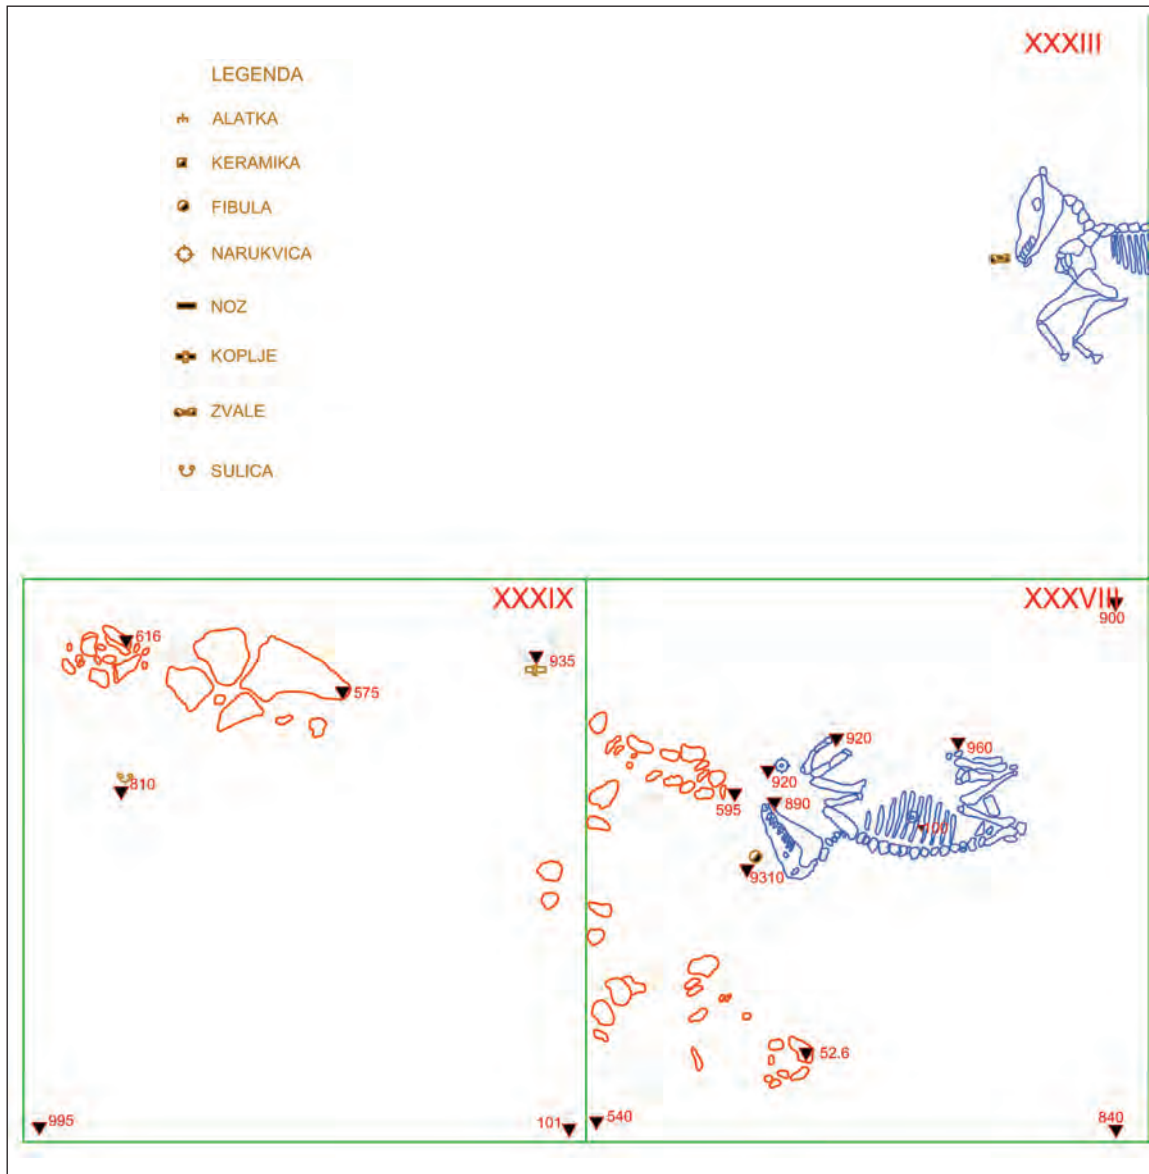 XXXIII
LEGENDA
ALATKA
KERAMIKA
FIBULA
NARUKVICA
NOZ
KOPLJE
ZVALE
SULICA
XXXIX
XXXVIII
900
616
935
575
920
960
920
810
595
890
100
9310
52.6
995
101
540
840